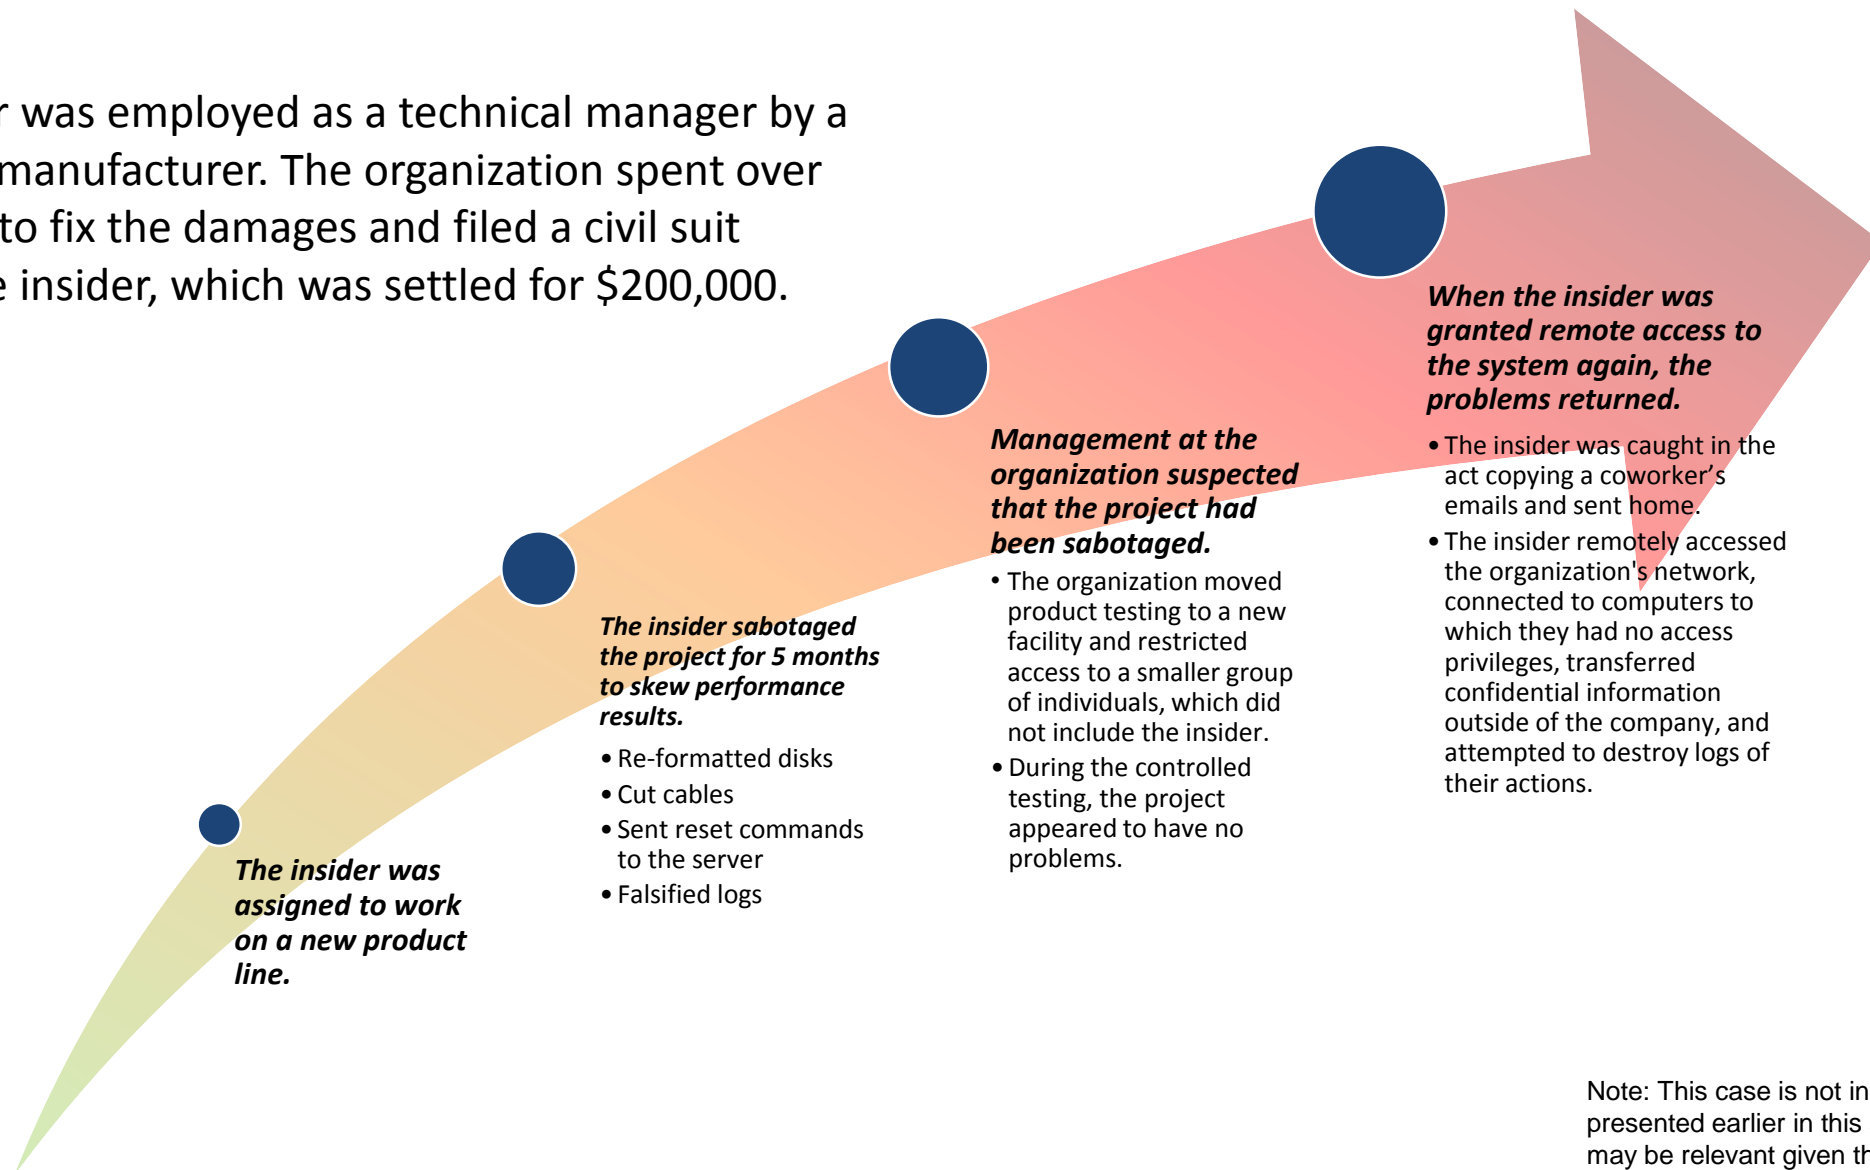 r was employed as a technical manager by a
manufacturer. The organization spent over
to fix the damages and filed a civil suit
e insider, which was settled for $200,000.
The insider was
assigned to work
on a new product
line.
The insider sabotaged
the project for 5 months
to skew performance
results.
• Re-formatted disks
• Cut cables
• Sent reset commands
to the server
• Falsified logs
Management at the
organization suspected
that the project had
been sabotaged.
• The organization moved
product testing to a new
facility and restricted
access to a smaller group
of individuals, which did
not include the insider.
• During the controlled
testing, the project
appeared to have no
problems.
When the insider was
granted remote access to
the system again, the
problems returned.
• The insider was caught in the
act copying a coworker’s
emails and sent home.
• The insider remotely accessed
the organization's network,
connected to computers to
which they had no access
privileges, transferred
confidential information
outside of the company, and
attempted to destroy logs of
their actions.
Note: This case is not in
presented earlier in this
may be relevant given th